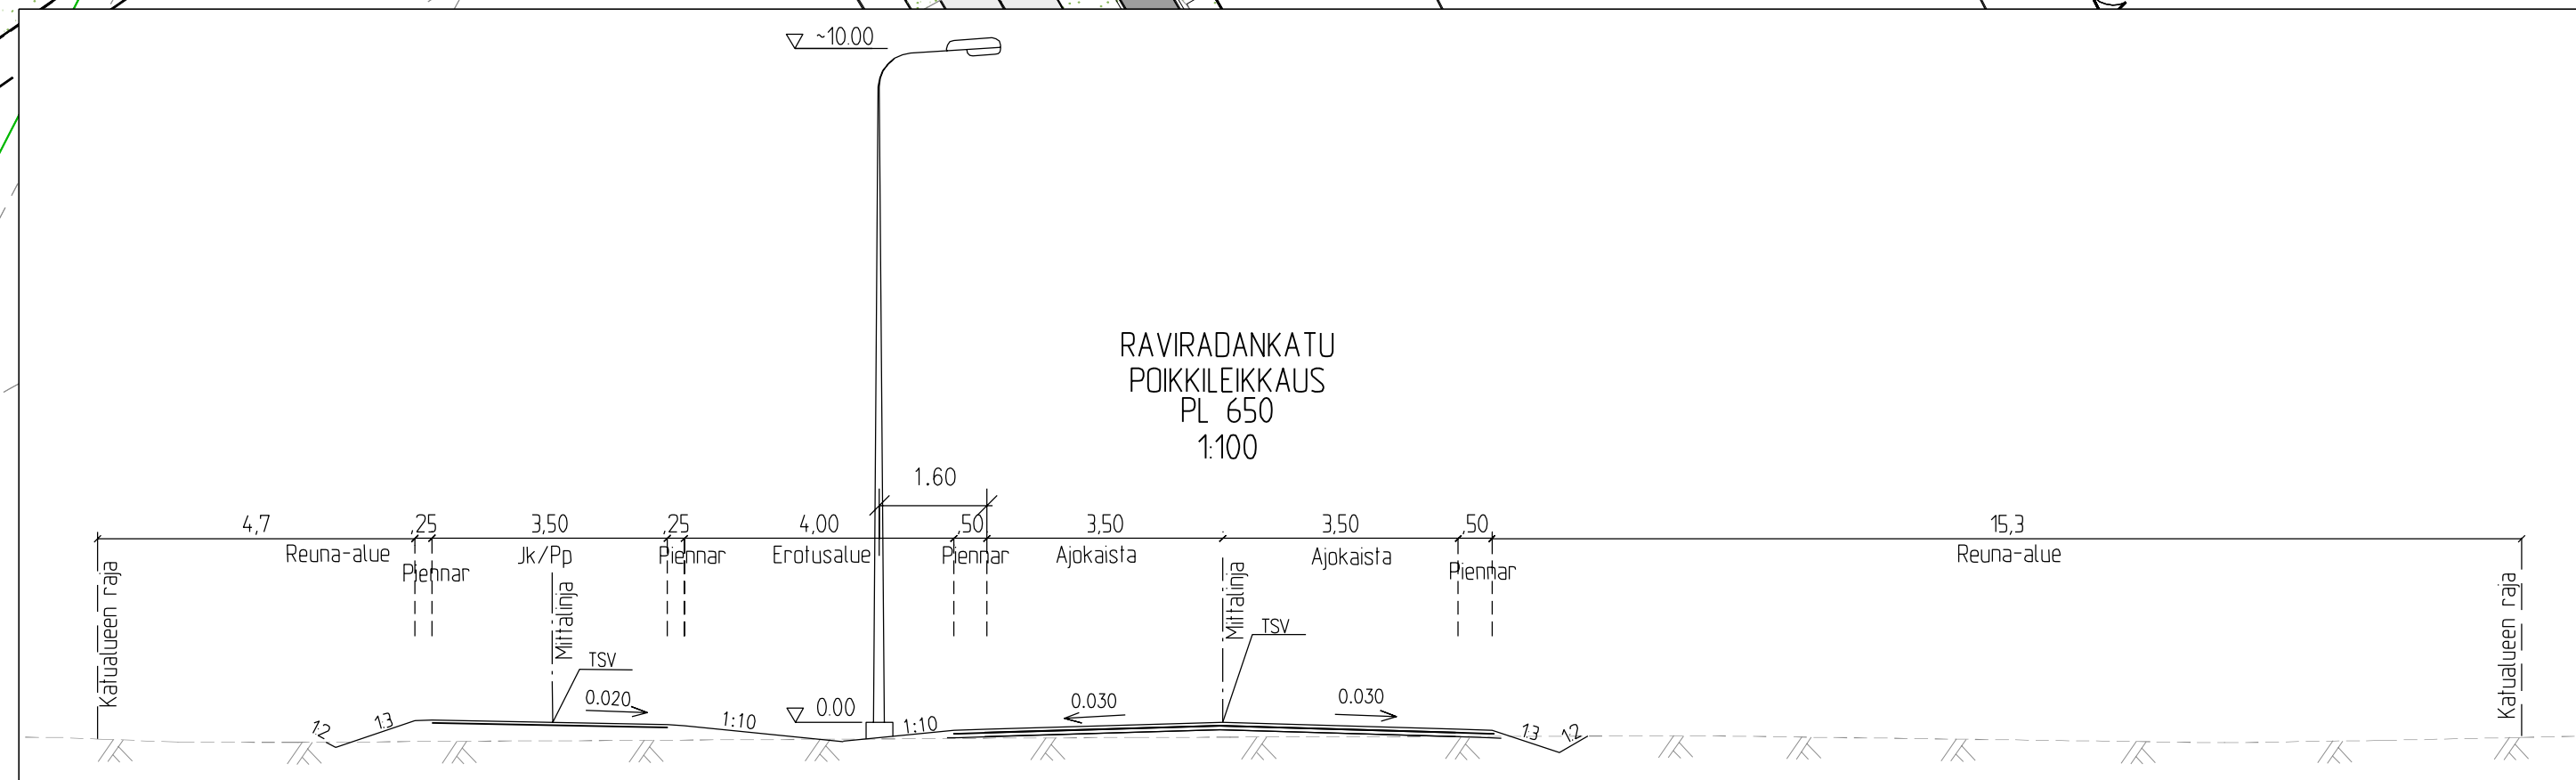 ~10.00
RAVIRADANKATU
POIKKILEIKKAUS
PL 650
1:100
1.60
4,7 ,25 3,50 ,25 4,00 ,50 3,50 3,50 ,50 15,3
Reuna-alue Piennar Jk/Pp Piennar Erotusalue Piennar Ajokaista Ajokaista Piennar Reuna-alue
Katualueen raja Mittalinja Mittalinja Katualueen raja
TSV TSV
0.020 0.00 0.030 0.030
1:2 1:3 1:10 1:10 1:3 1:2